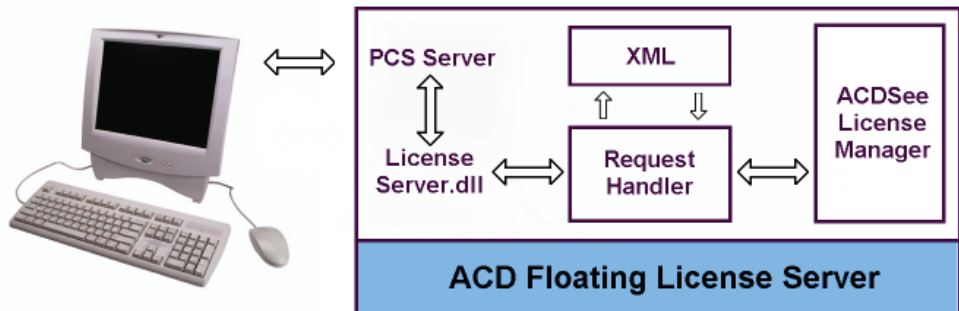 PCS Server
License
Server.dll
XML
Request
Handler
ACDSee
License
Manager
ACD Floating License Server